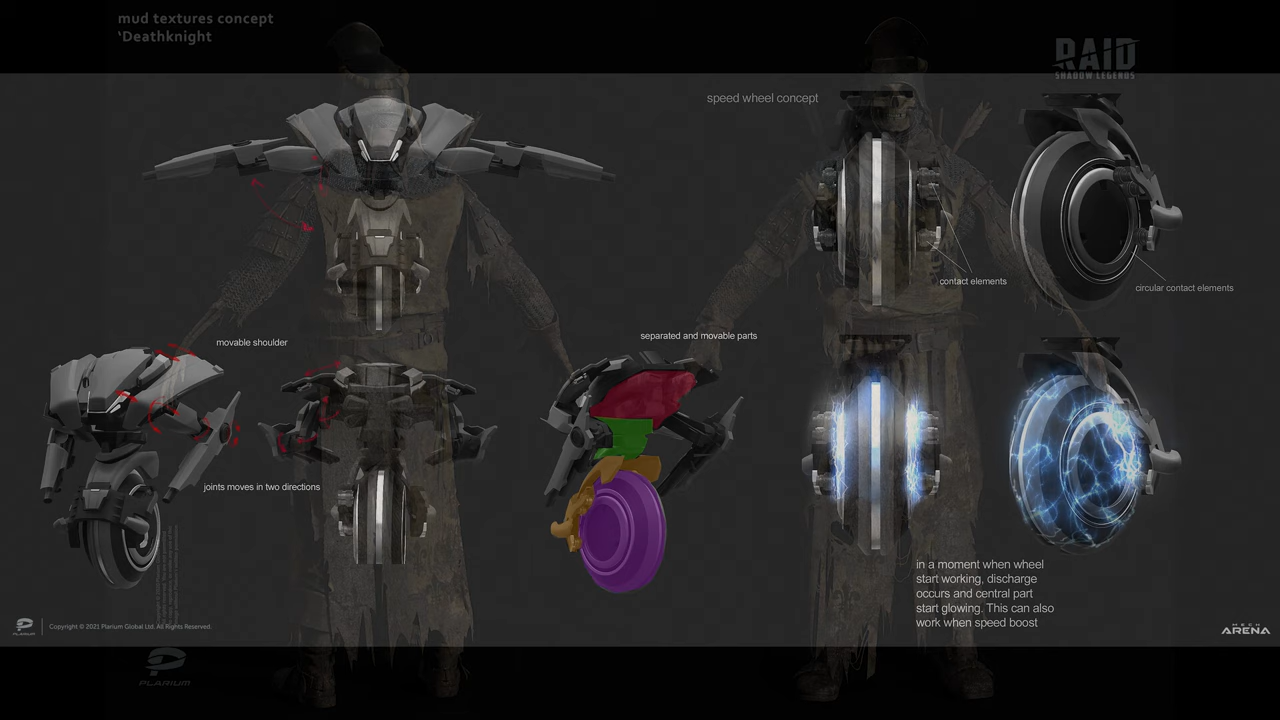 mud textures concept
‘Deathknight
RAID
SHADOW LEGENDS
speed wheel concept
contact elements
circular contact elements
movable shoulder
separated and movable parts
joints moves in two directions
in a moment when wheel
start working, discharge
occurs and central part
start glowing. This can also
work when speed boost
PLARIUM
Copyright © 2021 Plarium Global Ltd. All Rights Reserved.
MECH
ARENA
PLARIUM